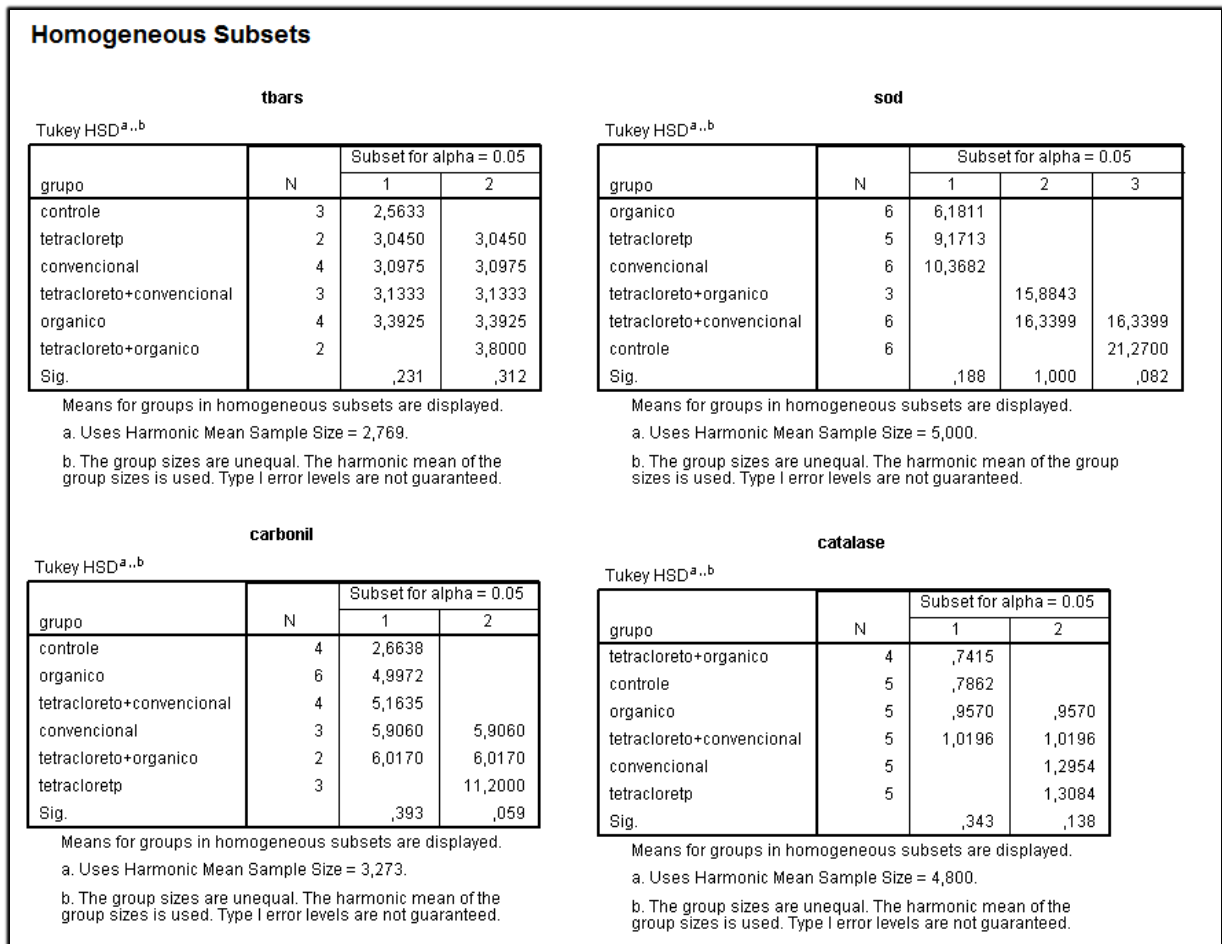 Homogeneous Subsets
tbars
Tukey HSDa,,b
grupo N Subset for alpha = 0.05
1 2
controle 3 2,5633
tetracloretp 2 3,0450 3,0450
convencional 4 3,0975 3,0975
tetracloreto+convencional 3 3,1333 3,1333
organico 4 3,3925 3,3925
tetracloreto+organico 2 3,8000
Sig. ,231 ,312
Means for groups in homogeneous subsets are displayed.
a. Uses Harmonic Mean Sample Size = 2,769.
b. The group sizes are unequal. The harmonic mean of the
group sizes is used. Type I error levels are not guaranteed.
sod
Tukey HSDa,,b
grupo N Subset for alpha = 0.05
1 2 3
organico 6 6,1811
tetracloretp 5 9,1713
convencional 6 10,3682
tetracloreto+organico 3 15,8843
tetracloreto+convencional 6 16,3399 16,3399
controle 6 21,2700
Sig. ,188 1,000 ,082
Means for groups in homogeneous subsets are displayed.
a. Uses Harmonic Mean Sample Size = 5,000.
b. The group sizes are unequal. The harmonic mean of the group
sizes is used. Type I error levels are not guaranteed.
carbonil
Tukey HSDa,,b
grupo N Subset for alpha = 0.05
1 2
controle 4 2,6638
organico 6 4,9972
tetracloreto+convencional 4 5,1635
convencional 3 5,9060 5,9060
tetracloreto+organico 2 6,0170 6,0170
tetracloretp 3 11,2000
Sig. ,393 ,059
Means for groups in homogeneous subsets are displayed.
a. Uses Harmonic Mean Sample Size = 3,273.
b. The group sizes are unequal. The harmonic mean of the
group sizes is used. Type I error levels are not guaranteed.
catalase
Tukey HSDa,,b
grupo N Subset for alpha = 0.05
1 2
tetracloreto+organico 4 ,7415
controle 5 ,7862
organico 5 ,9570 ,9570
tetracloreto+convencional 5 1,0196 1,0196
convencional 5 1,2954
tetracloretp 5 1,3084
Sig. ,343 ,138
Means for groups in homogeneous subsets are displayed.
a. Uses Harmonic Mean Sample Size = 4,800.
b. The group sizes are unequal. The harmonic mean of the
group sizes is used. Type I error levels are not guaranteed.